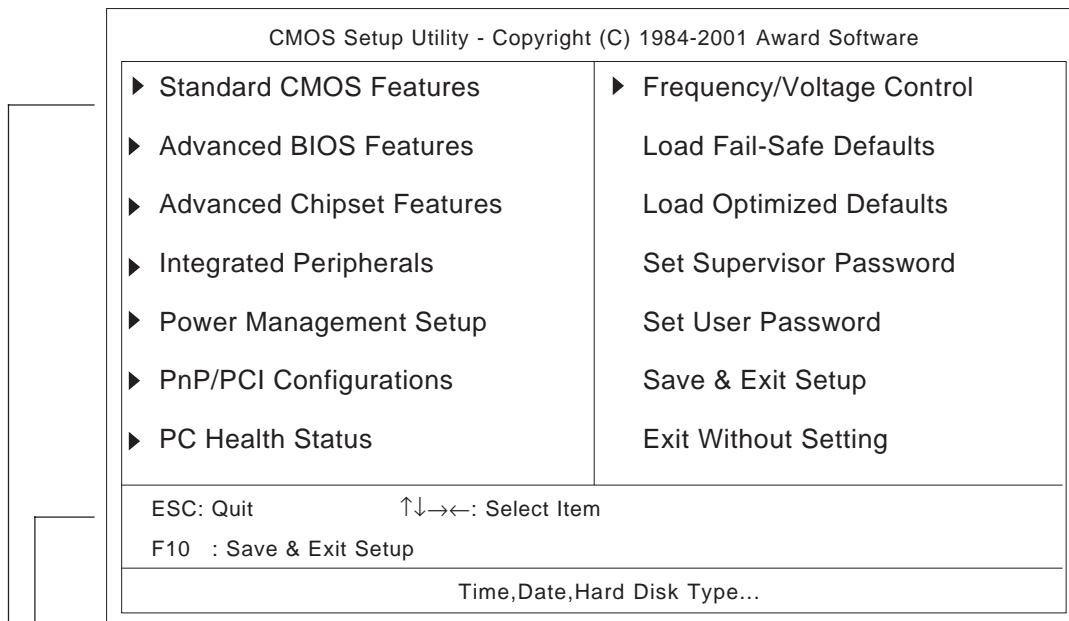 CMOS Setup Utility - Copyright (C) 1984-2001 Award Software
Standard CMOS Features
Advanced BIOS Features
Advanced Chipset Features
Integrated Peripherals
Power Management Setup
PnP/PCI Configurations
PC Health Status
Frequency/Voltage Control
Load Fail-Safe Defaults
Load Optimized Defaults
Set Supervisor Password
Set User Password
Save & Exit Setup
Exit Without Setting
ESC: Quit ↑↓→←: Select Item
F10 : Save & Exit Setup
Time,Date,Hard Disk Type...